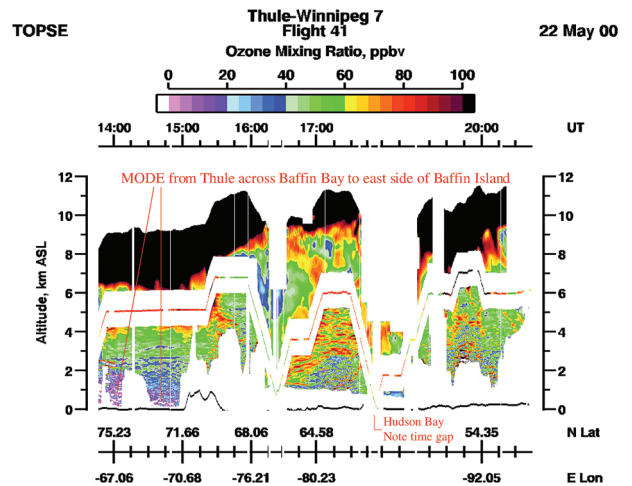 Thule-Winnipeg 7
TOPSE Flight 41 22 May 00
Ozone Mixing Ratio, ppbv
0 20 40 60 80 100
14:00 15:00 16:00 17:00 20:00 UT
MODE from Thule across Baffin Bay to east side of Baffin Island
Altitude, km ASL
12 12
10 10
8 8
6 6
4 4
2 2
0 0
Hudson Bay
Note time gap
75.23 71.66 68.06 64.58 54.35 N Lat
-67.06 -70.68 -76.21 -80.23 -92.05 E Lon